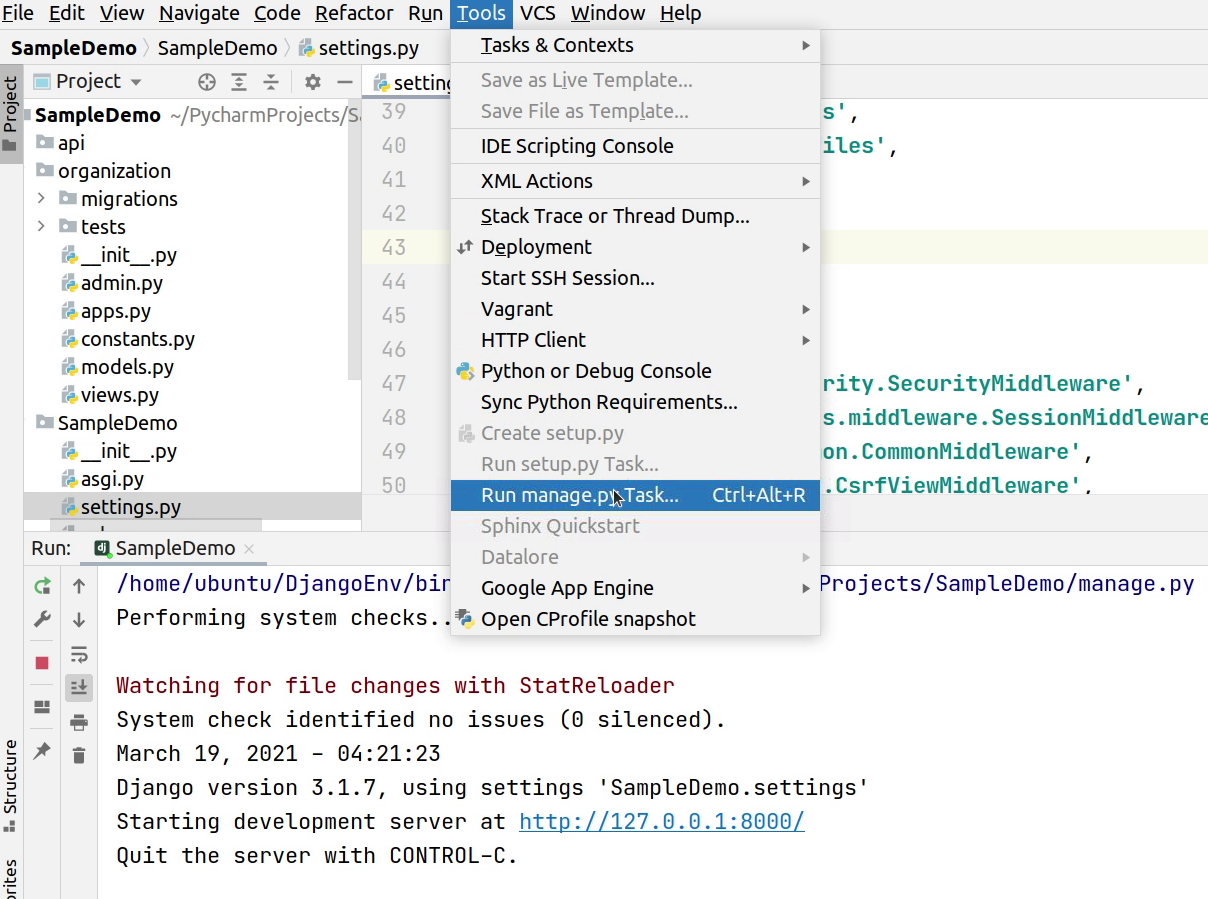 File Edit View Navigate Code Refactor Run Tools VCS Window Help
SampleDemo SampleDemo settings.py
Project
Project
SampleDemo ~/PycharmProjects/
api
organization
migrations
tests
__init__.py
admin.py
apps.py
constants.py
models.py
views.py
SampleDemo
__init__.py
asgi.py
settings.py
39 s',
40 iles',
41
42
43
44
45
46
47 rity.SecurityMiddleware',
48 s.middleware.SessionMiddleware
49 on.CommonMiddleware',
50 .CsrfViewMiddleware',
Tasks & Contexts
Save as Live Template...
Save File as Template...
IDE Scripting Console
XML Actions
Stack Trace or Thread Dump...
Deployment
Start SSH Session...
Vagrant
HTTP Client
Python or Debug Console
Sync Python Requirements...
Create setup.py
Run setup.py Task...
Run manage.py Task... Ctrl+Alt+R
Sphinx Quickstart
Datalore
Google App Engine
Open CProfile snapshot
Run: SampleDemo
/home/ubuntu/DjangoEnv/bin Projects/SampleDemo/manage.py
Performing system checks..
Watching for file changes with StatReloader
System check identified no issues (0 silenced).
March 19, 2021 - 04:21:23
Django version 3.1.7, using settings 'SampleDemo.settings'
Starting development server at http://127.0.0.1:8000/
Quit the server with CONTROL-C.
Structure